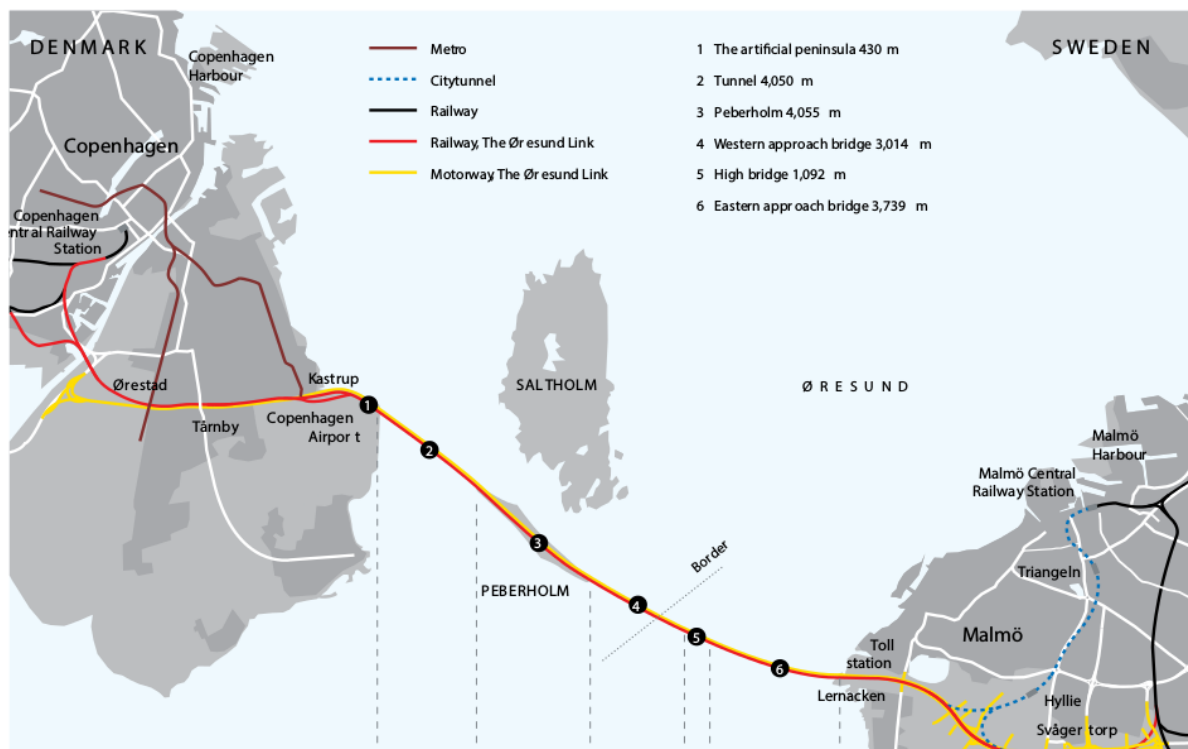 DENMARK
SWEDEN
Copenhagen
Harbour
Metro
Citytunnel
Railway
Railway, The Øresund Link
Motorway, The Øresund Link
1 The artificial peninsula 430 m
2 Tunnel 4,050 m
3 Peberholm 4,055 m
4 Western approach bridge 3,014 m
5 High bridge 1,092 m
6 Eastern approach bridge 3,739 m
Copenhagen
Copenhagen
entral Railway
Station
Ørestad
Kastrup
Tårnby
Copenhagen
Airport
1
2
3
4
5
6
SALTHOLM
ØRESUND
PEBERHOLM
Border
Malmö
Harbour
Malmö Central
Railway Station
Triangeln
Malmö
Toll
station
Lernacken
Hyllie
Svågertorp